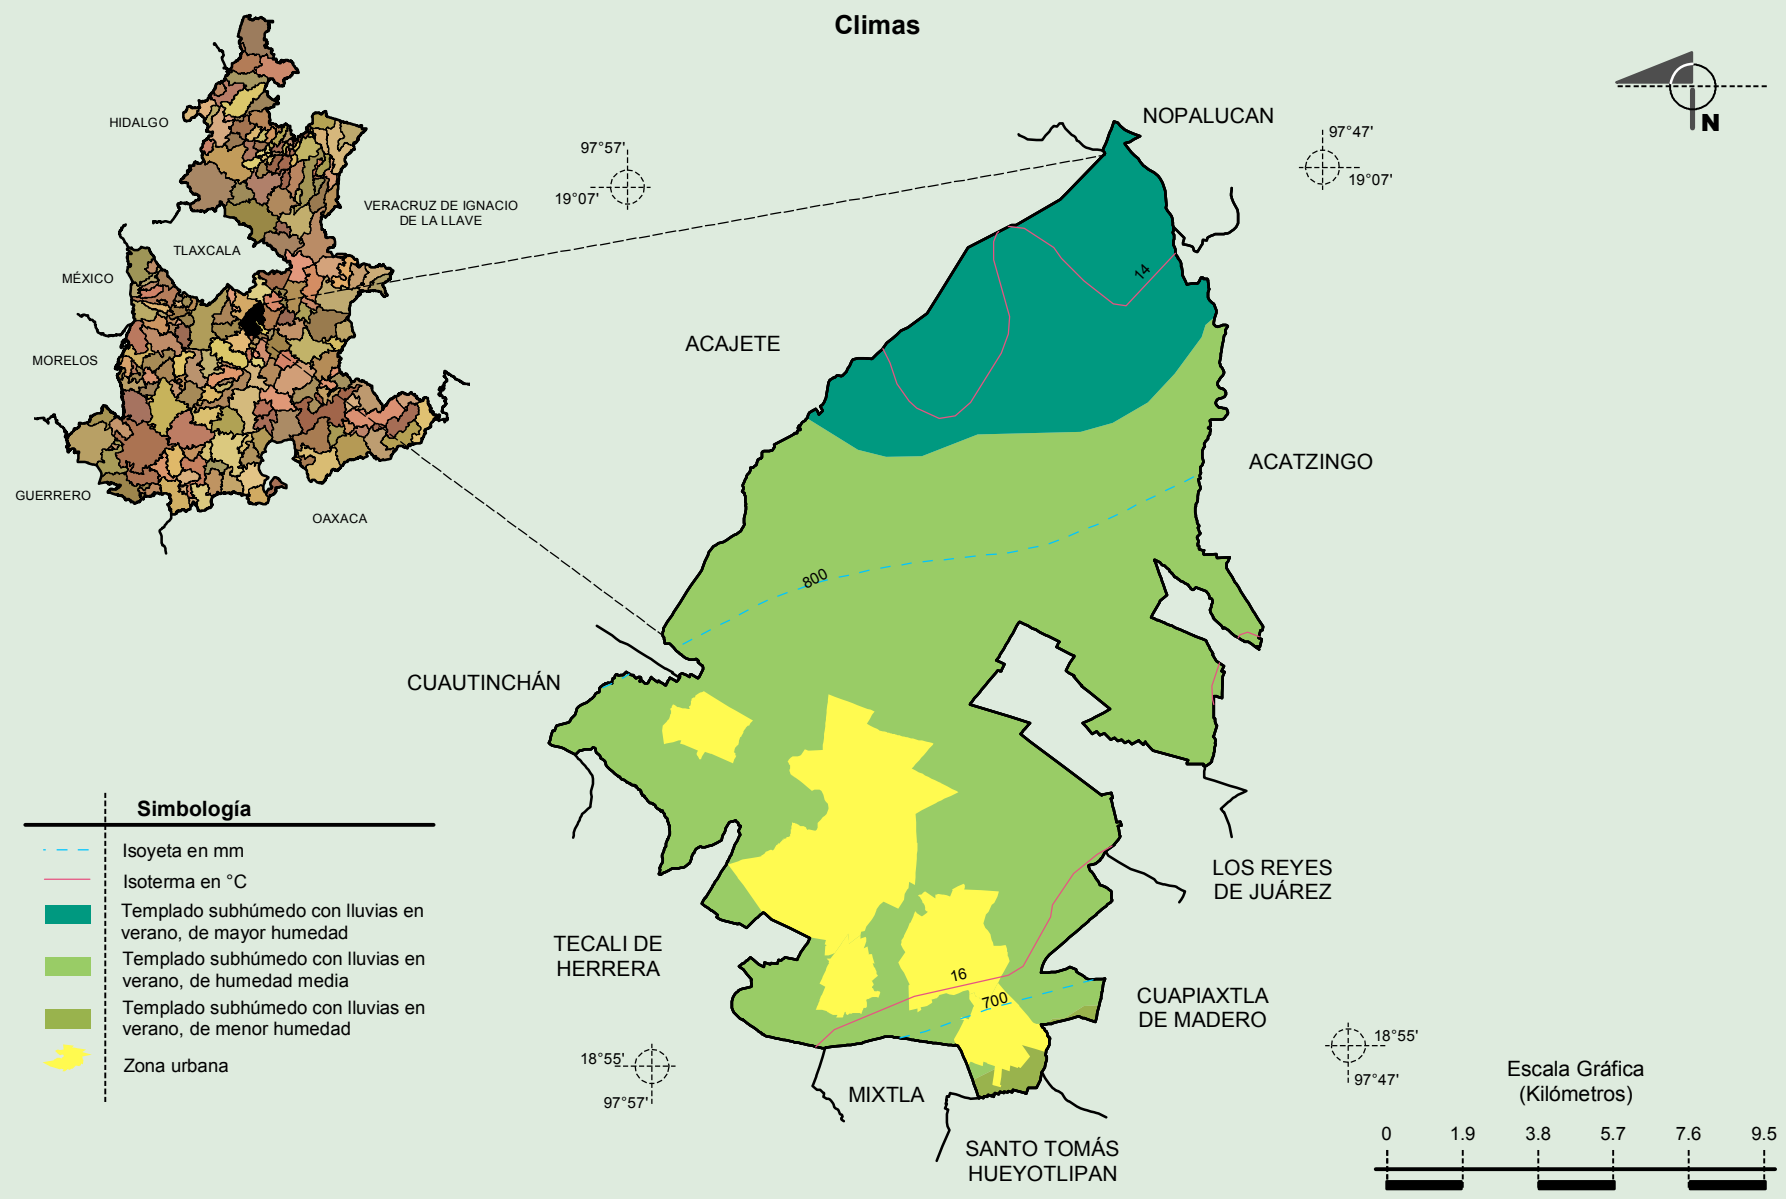 Climas
HIDALGO
VERACRUZ DE IGNACIO
DE LA LLAVE
TLAXCALA
MÉXICO
MORELOS
GUERRERO
OAXACA
97°57'
19°07'
NOPALUCAN
97°47'
19°07'
N
14
ACAJETE
ACATZINGO
800
CUAUTINCHÁN
Simbología
Isoyeta en mm
Isoterma en °C
Templado subhúmedo con lluvias en
verano, de mayor humedad
Templado subhúmedo con lluvias en
verano, de humedad media
Templado subhúmedo con lluvias en
verano, de menor humedad
Zona urbana
LOS REYES
DE JUÁREZ
TECALI DE
HERRERA
16
700
CUAPIAXTLA
DE MADERO
18°55'
97°57'
MIXTLA
SANTO TOMÁS
HUEYOTLIPAN
18°55'
97°47'
Escala Gráfica
(Kilómetros)
0 1.9 3.8 5.7 7.6 9.5